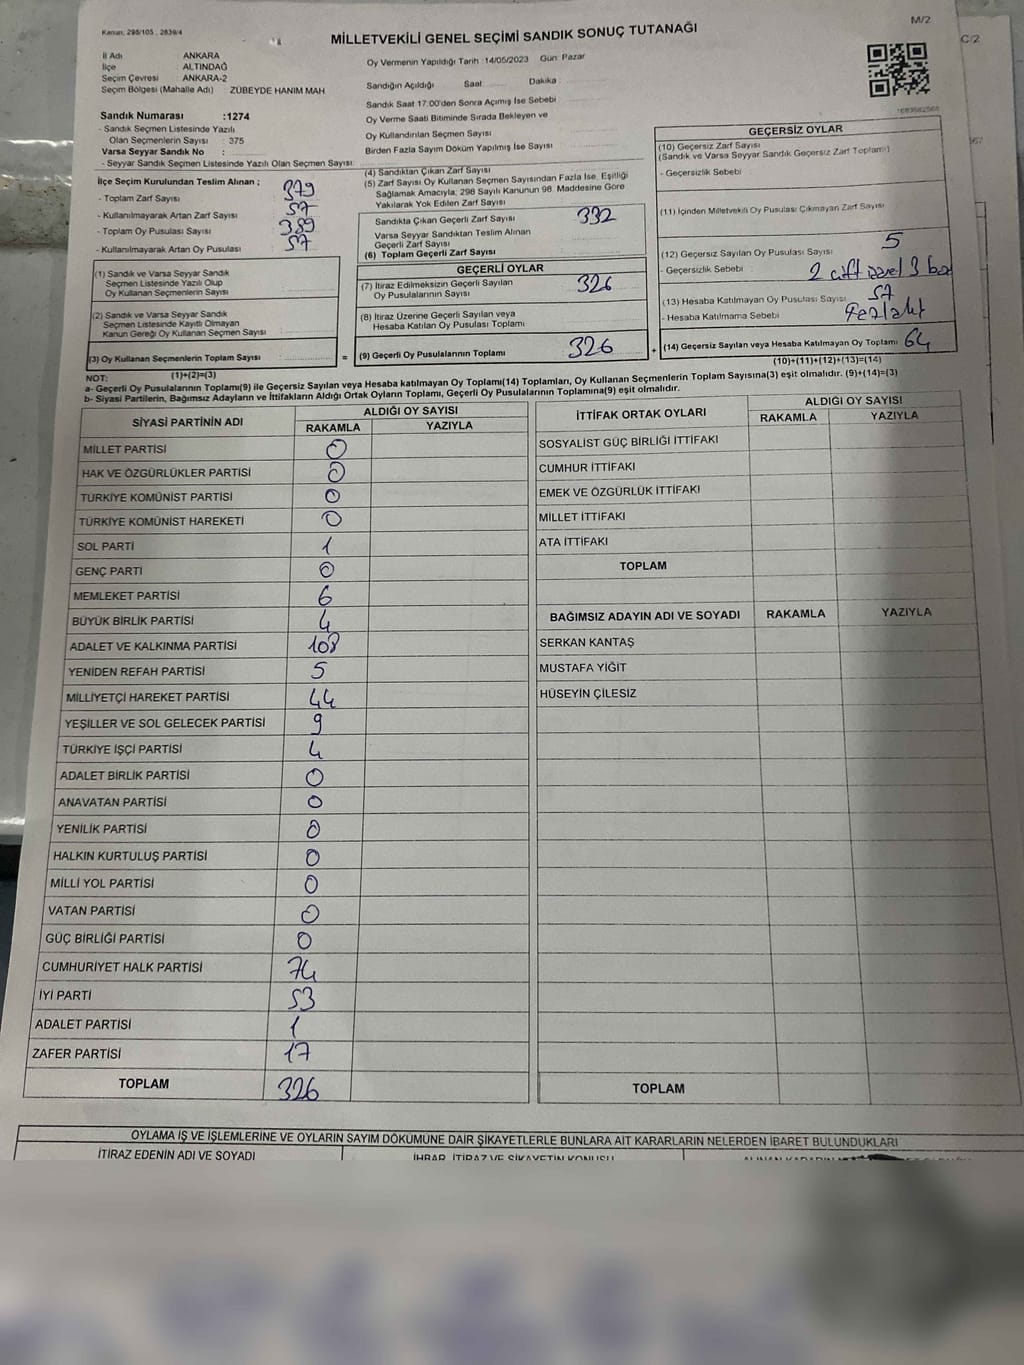 Kanun, 298/105 , 2839/4
M/2
MİLLETVEKİLİ GENEL SEÇİMİ SANDIK SONUÇ TUTANAĞI
C/2
İl Adı ANKARA
İlçe ALTINDAĞ
Seçim Çevresi ANKARA-2
Seçim Bölgesi (Mahalle Adı) ZÜBEYDE HANIM MAH
Oy Vermenin Yapıldığı Tarih :14/05/2023 Gün: Pazar
Sandığın Açıldığı Saat Dakika :
Sandık Saat 17:00'den Sonra Açımış İse Sebebi :
Oy Verme Saati Bitiminde Sırada Bekleyen ve
Oy Kullandırılan Seçmen Sayısı :
Birden Fazla Sayım Döküm Yapılmış İse Sayısı :
Sandık Numarası :1274
- Sandık Seçmen Listesinde Yazılı
Olan Seçmenlerin Sayısı : 375
Varsa Seyyar Sandık No :
- Seyyar Sandık Seçmen Listesinde Yazılı Olan Seçmen Sayısı:
İlçe Seçim Kurulundan Teslim Alınan ;
- Toplam Zarf Sayısı : 379
- Kullanılmayarak Artan Zarf Sayısı : 57
- Toplam Oy Pusulası Sayısı : 389
- Kullanılmayarak Artan Oy Pusulası : 57
(1) Sandık ve Varsa Seyyar Sandık
Seçmen Listesinde Yazılı Olup
Oy Kullanan Seçmenlerin Sayısı :
(2) Sandık ve Varsa Seyyar Sandık
Seçmen Listesinde Kayıtlı Olmayan
Kanun Gereği Oy Kullanan Seçmen Sayısı :
(3) Oy Kullanan Seçmenlerin Toplam Sayısı :
(1)+(2)=(3)
(4) Sandıktan Çıkan Zarf Sayısı :
(5) Zarf Sayısı Oy Kullanan Seçmen Sayısından Fazla İse, Eşitliği
Sağlamak Amacıyla; 298 Sayılı Kanunun 98. Maddesine Göre
Yakılarak Yok Edilen Zarf Sayısı :
Sandıkta Çıkan Geçerli Zarf Sayısı : 332
Varsa Seyyar Sandıktan Teslim Alınan
Geçerli Zarf Sayısı :
(6) Toplam Geçerli Zarf Sayısı :
GEÇERLİ OYLAR
(7) İtiraz Edilmeksizin Geçerli Sayılan
Oy Pusulalarının Sayısı : 326
(8) İtiraz Üzerine Geçerli Sayılan veya
Hesaba Katılan Oy Pusulası Toplamı :
= (9) Geçerli Oy Pusulalarının Toplamı : 326
GEÇERSİZ OYLAR
(10) Geçersiz Zarf Sayısı
(Sandık ve Varsa Seyyar Sandık Geçersiz Zarf Toplamı)
- Geçersizlik Sebebi :
(11) İçinden Milletvekili Oy Pusulası Çıkmayan Zarf Sayısı :
(12) Geçersiz Sayılan Oy Pusulası Sayısı : 5
- Geçersizlik Sebebi : 2 çift 3
(13) Hesaba Katılmayan Oy Pusulası Sayısı : 57
- Hesaba Katılmama Sebebi :
+ (14) Geçersiz Sayılan veya Hesaba Katılmayan Oy Toplamı : 64
(10)+(11)+(12)+(13)=(14)
NOT:
a- Geçerli Oy Pusulalarının Toplamı(9) ile Geçersiz Sayılan veya Hesaba katılmayan Oy Toplamı(14) Toplamları, Oy Kullanan Seçmenlerin Toplam Sayısına(3) eşit olmalıdır. (9)+(14)=(3)
b- Siyasi Partilerin, Bağımsız Adayların ve İttifakların Aldığı Ortak Oyların Toplamı, Geçerli Oy Pusulalarının Toplamına(9) eşit olmalıdır.
SİYASİ PARTİNİN ADI ALDIĞI OY SAYISI
RAKAMLA YAZIYLA
MİLLET PARTİSİ 0
HAK VE ÖZGÜRLÜKLER PARTİSİ 0
TÜRKİYE KOMÜNİST PARTİSİ 0
TÜRKİYE KOMÜNİST HAREKETİ 0
SOL PARTİ 1
GENÇ PARTİ 0
MEMLEKET PARTİSİ 6
BÜYÜK BİRLİK PARTİSİ 4
ADALET VE KALKINMA PARTİSİ 108
YENİDEN REFAH PARTİSİ 5
MİLLİYETÇİ HAREKET PARTİSİ 44
YEŞİLLER VE SOL GELECEK PARTİSİ 9
TÜRKİYE İŞÇİ PARTİSİ 4
ADALET BİRLİK PARTİSİ 0
ANAVATAN PARTİSİ 0
YENİLİK PARTİSİ 0
HALKIN KURTULUŞ PARTİSİ 0
MİLLİ YOL PARTİSİ 0
VATAN PARTİSİ 0
GÜÇ BİRLİĞİ PARTİSİ 0
CUMHURİYET HALK PARTİSİ 74
İYİ PARTİ 53
ADALET PARTİSİ 1
ZAFER PARTİSİ 17
TOPLAM 326
İTTİFAK ORTAK OYLARI ALDIĞI OY SAYISI
RAKAMLA YAZIYLA
SOSYALİST GÜÇ BİRLİĞİ İTTİFAKI
CUMHUR İTTİFAKI
EMEK VE ÖZGÜRLÜK İTTİFAKI
MİLLET İTTİFAKI
ATA İTTİFAKI
TOPLAM
BAĞIMSIZ ADAYIN ADI VE SOYADI RAKAMLA YAZIYLA
SERKAN KANTAŞ
MUSTAFA YİĞİT
HÜSEYİN ÇİLESİZ
TOPLAM
OYLAMA İŞ VE İŞLEMLERİNE VE OYLARIN SAYIM DÖKÜMÜNE DAİR ŞİKAYETLERLE BUNLARA AİT KARARLARIN NELERDEN İBARET BULUNDUKLARI
İTİRAZ EDENİN ADI VE SOYADI İHBAR, İTİRAZ VE ŞİKAYETİN KONUSU